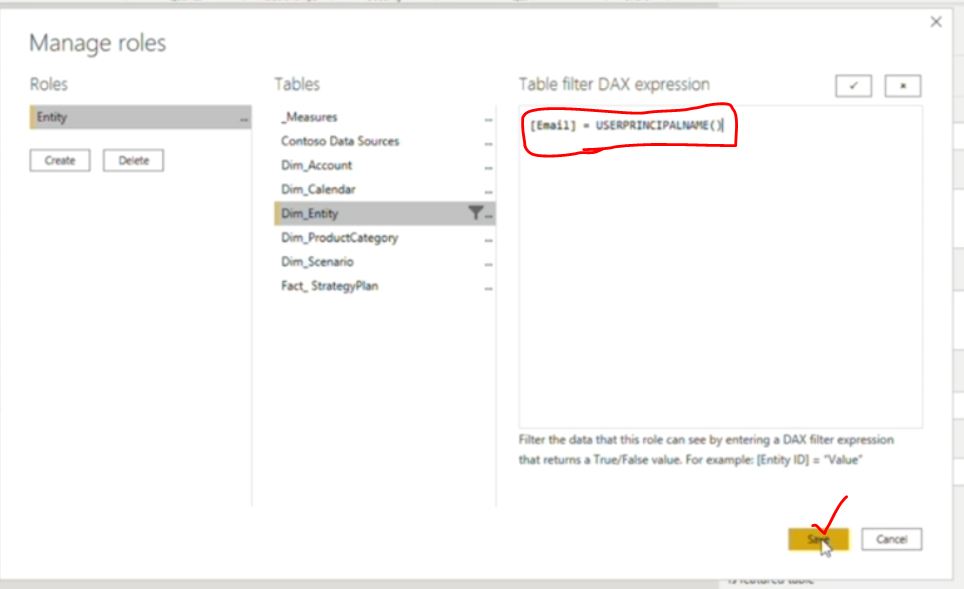 Manage roles
Roles
Tables
Table filter DAX expression
Entity
...
Create
Delete
_Measures
...
Contoso Data Sources
...
Dim_Account
...
Dim_Calendar
...
Dim_Entity
...
Dim_ProductCategory
...
Dim_Scenario
...
Fact_ StrategyPlan
...
[Email] = USERPRINCIPALNAME()
Filter the data that this role can see by entering a DAX filter expression
that returns a True/False value. For example: [Entity ID] = "Value"
Save
Cancel